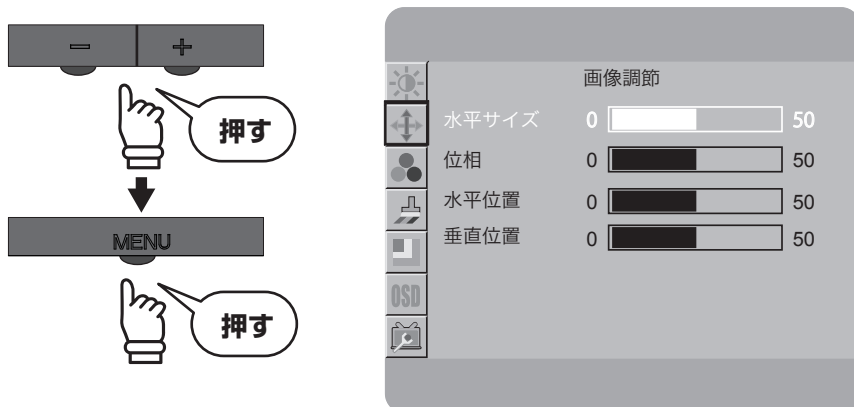 − +
押す
MENU
押す
画像調節
水平サイズ 0 50
位相 0 50
水平位置 0 50
垂直位置 0 50
OSD